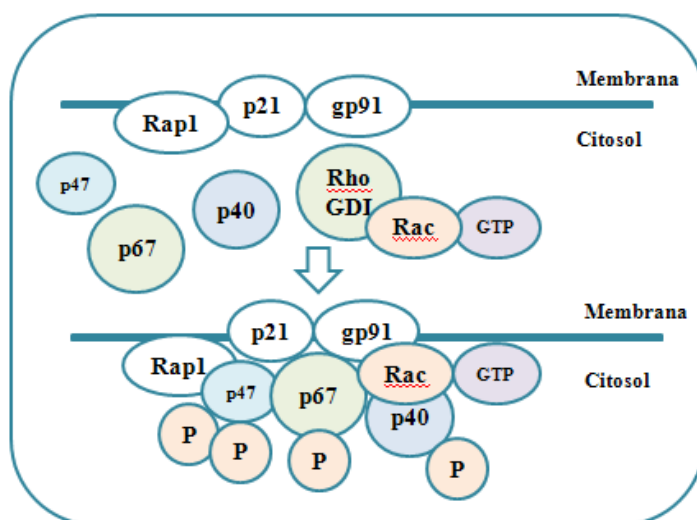 Membrana
p21
gp91
Rap1
Citosol
p47
p40
Rho
GDI
p67
Rac
GTP
Membrana
p21
gp91
Rap1
p47
p67
Rac
GTP
Citosol
p40
P
P
P
P